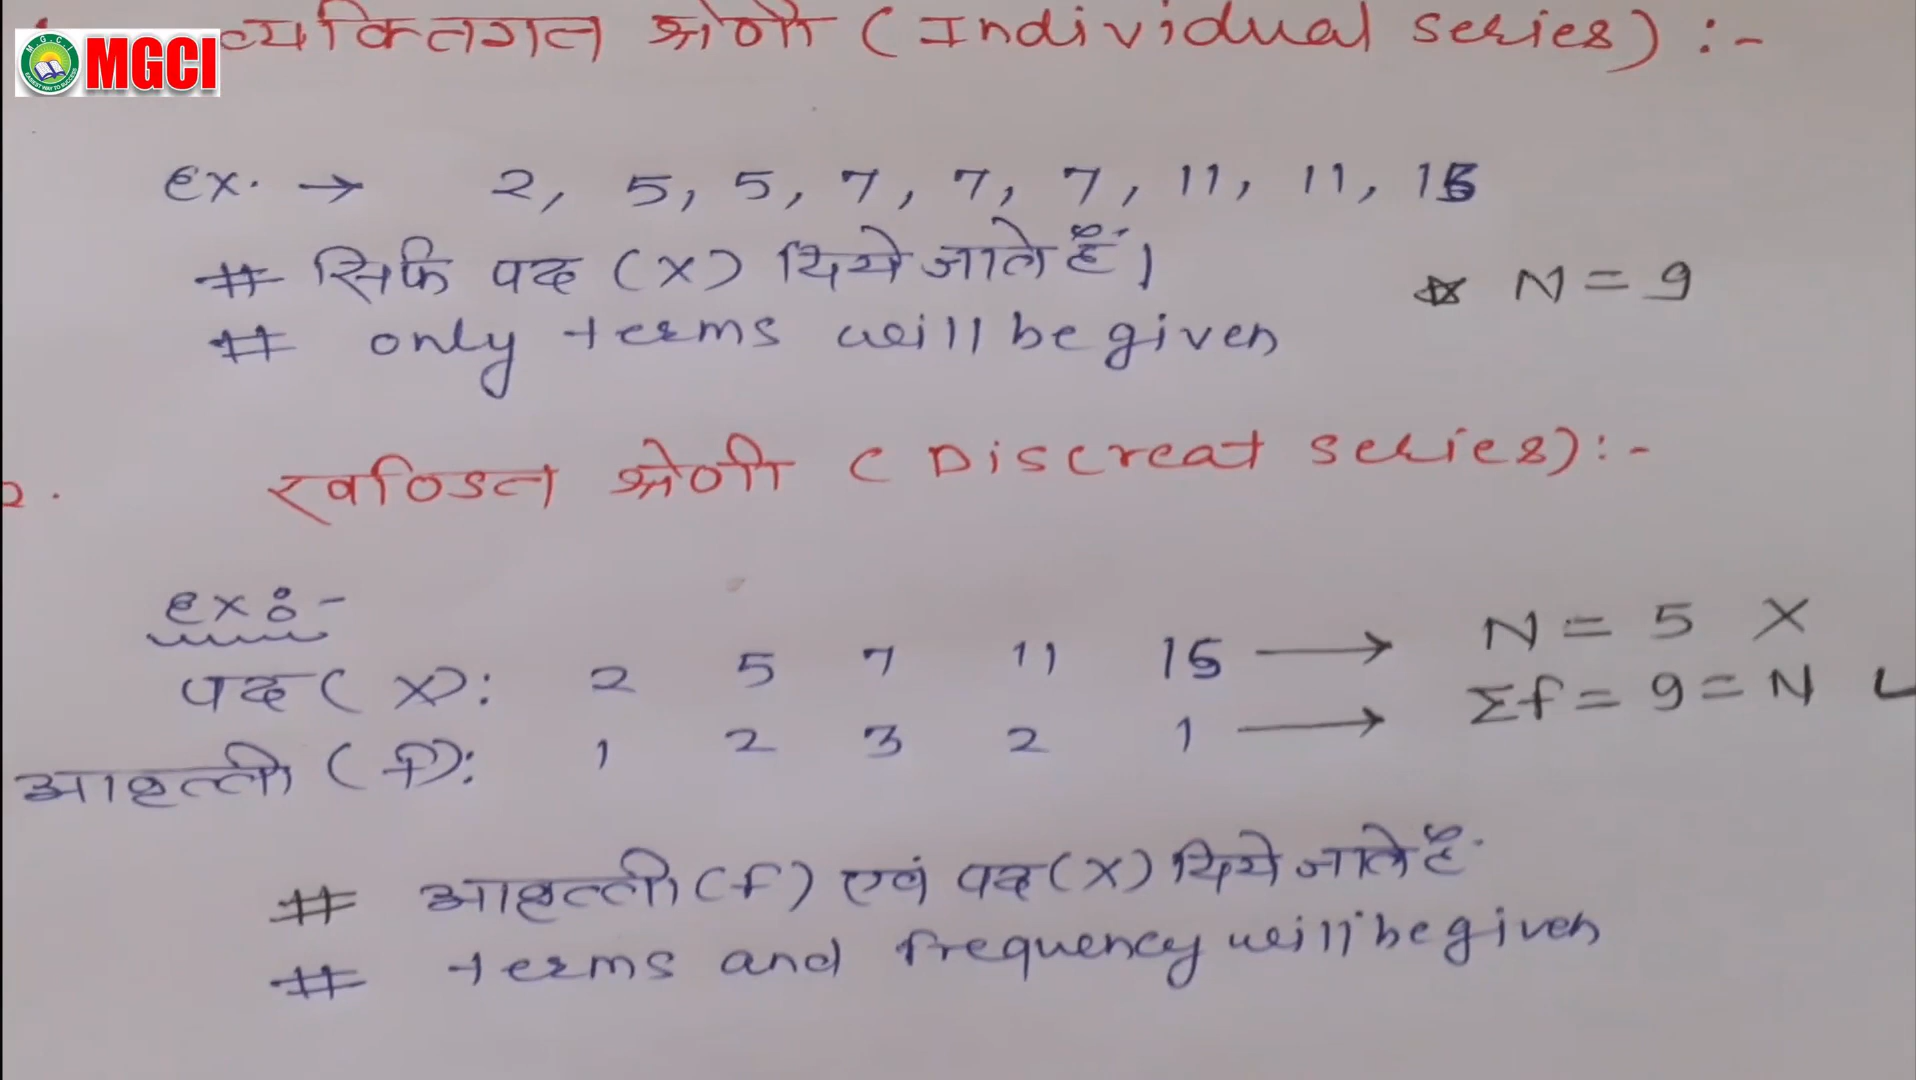 MGCI
व्यक्तिगत श्रेणी (Individual series) :-
ex. → 2, 5, 5, 7, 7, 7, 11, 11, 15
# सिर्फ पद (x) दिये जाते हैं।
☆ N = 9
# only terms will be given
2. खण्डित श्रेणी (Discreat series):-
ex:-
पद (x): 2 5 7 11 15 → N = 5 X
आवृत्ती (f): 1 2 3 2 1 → Σf = 9 = N
# आवृत्ती (f) एवं पद (x) दिये जाते हैं
# terms and frequency will be given